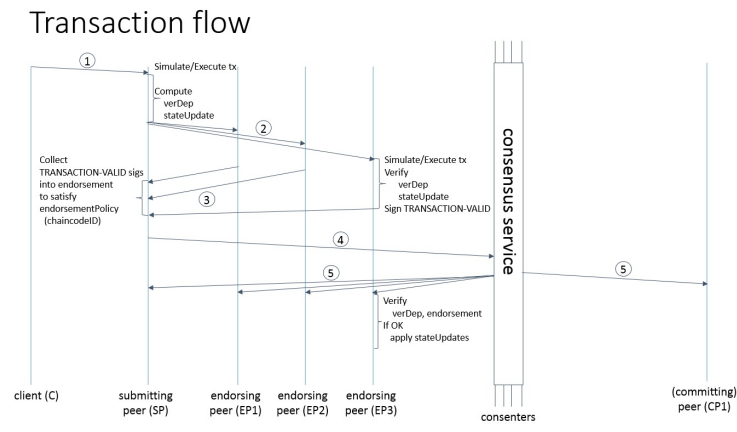 Transaction flow
1
Simulate/Execute tx
Compute
verDep
stateUpdate
2
Collect
TRANSACTION-VALID sigs
into endorsement
to satisfy
endorsementPolicy
(chaincodeID)
3
Simulate/Execute tx
Verify
verDep
stateUpdate
Sign TRANSACTION-VALID
consensus service
4
5
5
Verify
verDep, endorsement
If OK
apply stateUpdates
client (C)
submitting
peer (SP)
endorsing
peer (EP1)
endorsing
peer (EP2)
endorsing
peer (EP3)
consenters
(committing)
peer (CP1)